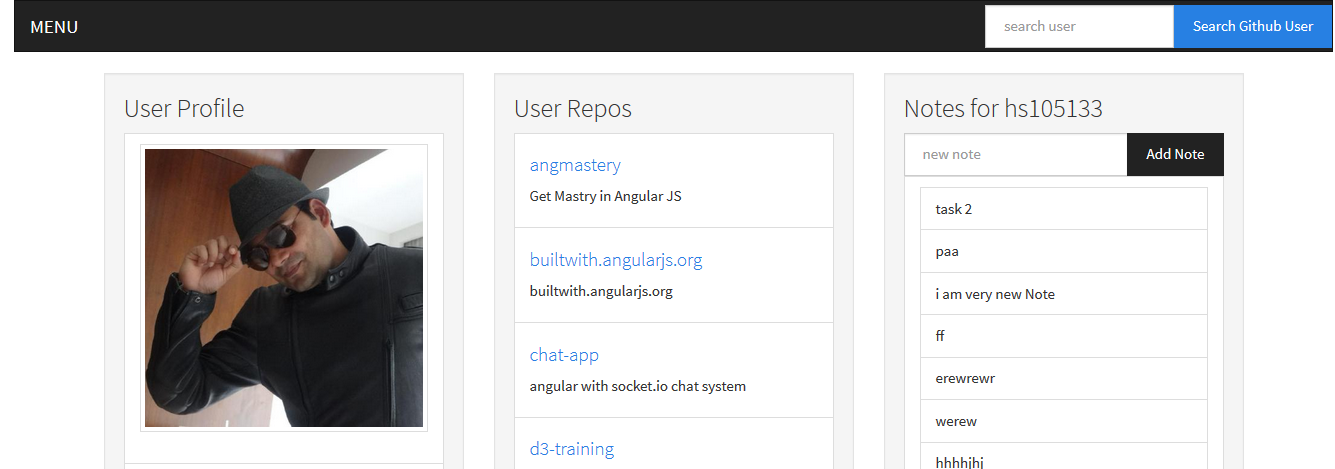 MENU
search user
Search Github User
User Profile
User Repos
angmastery
Get Mastry in Angular JS
builtwith.angularjs.org
builtwith.angularjs.org
chat-app
angular with socket.io chat system
d3-training
Notes for hs105133
new note
Add Note
task 2
paa
i am very new Note
ff
erewrewr
werew
hhhhjhj